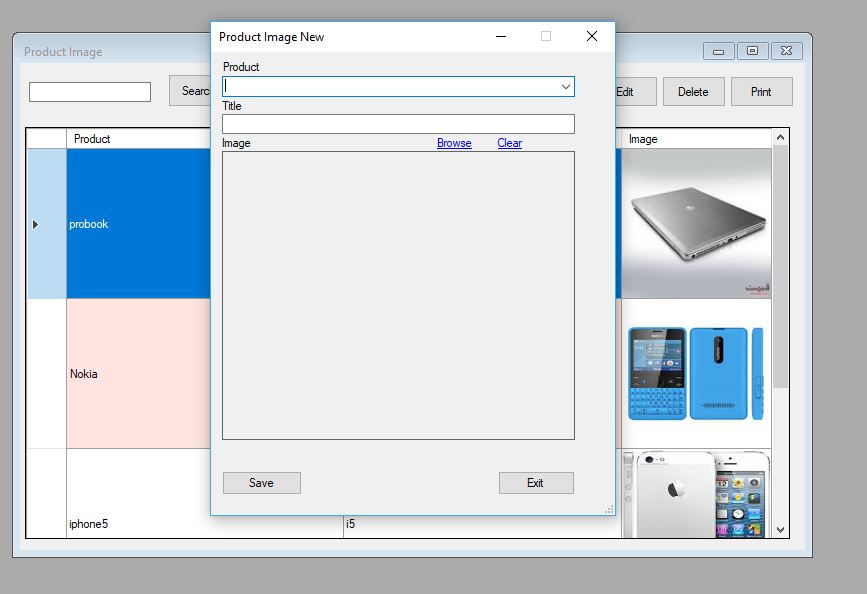 Product Image New
Product Image
Product
Title
Image
Browse
Clear
Save
Exit
Searc
Edit
Delete
Print
Product
Image
probook
قیمت
Nokia
iphone5
i5